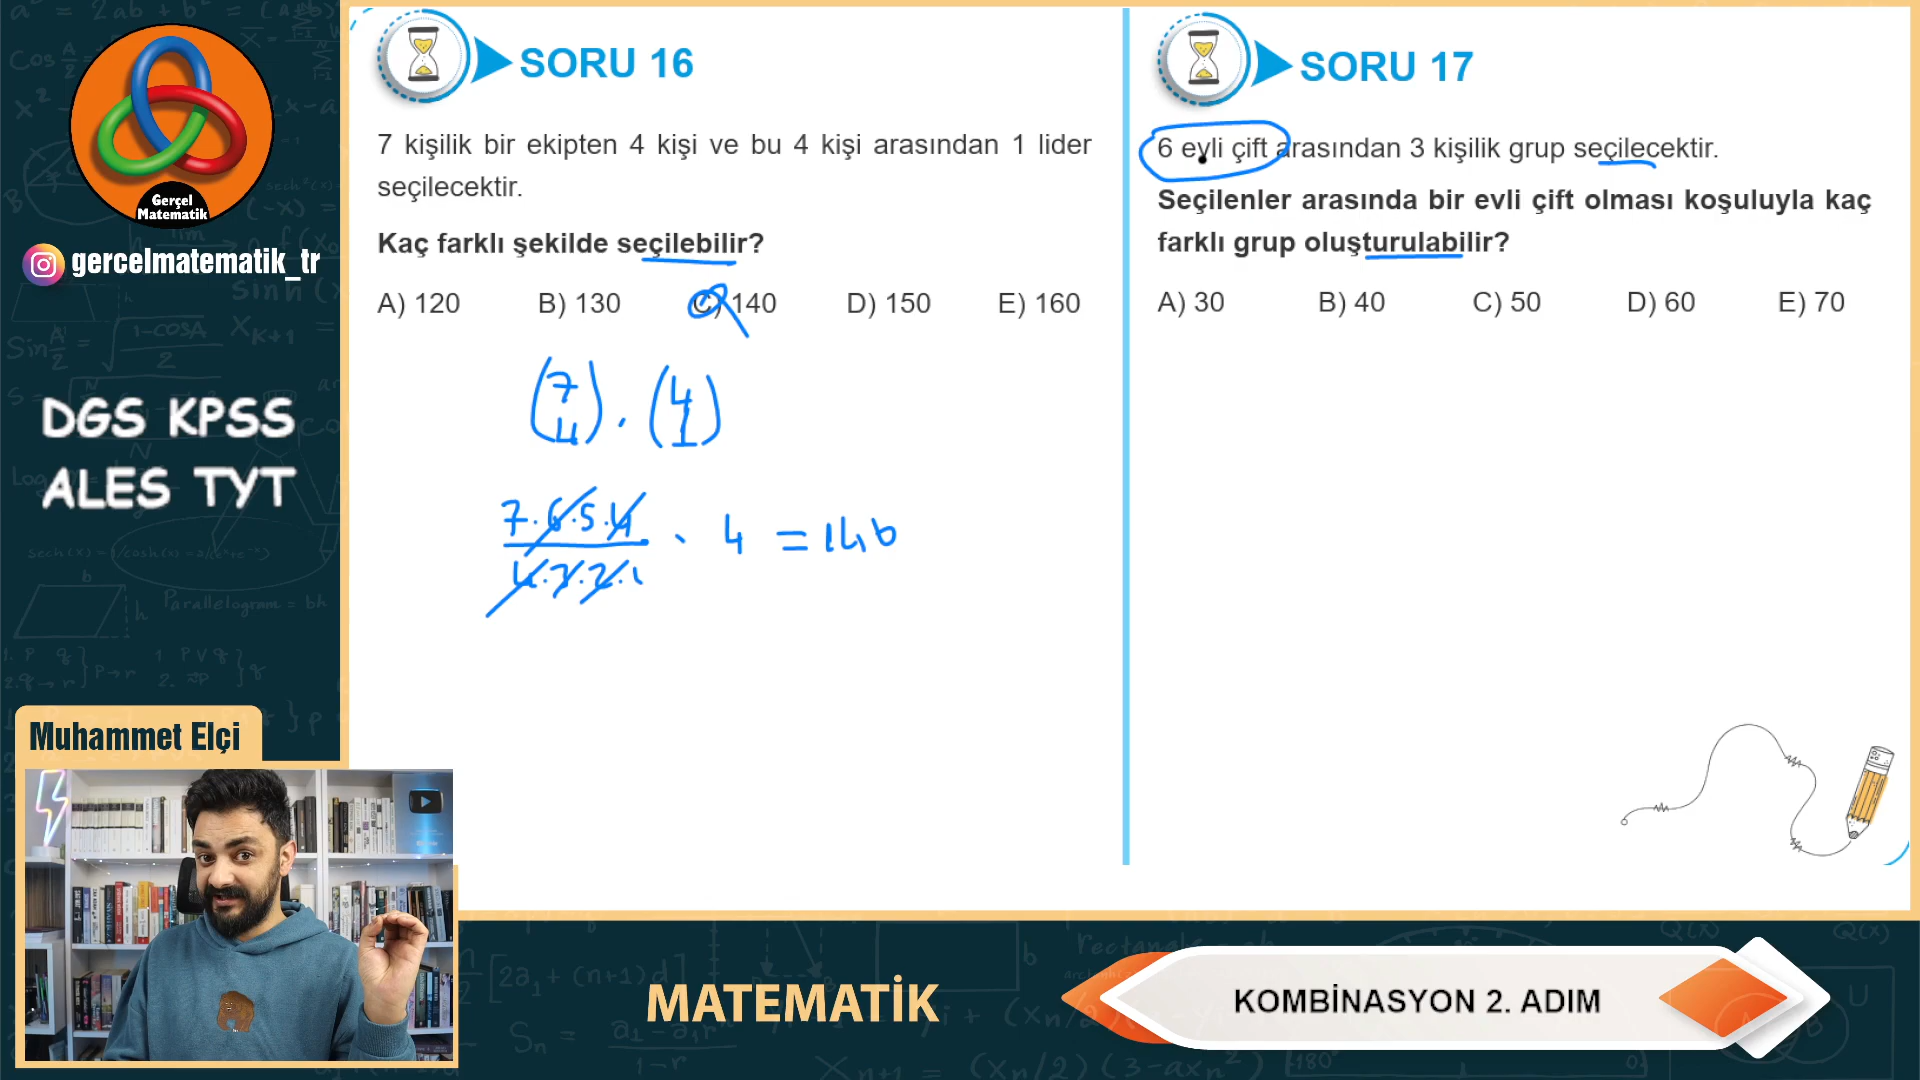 Gerçel
Matematik
gercelmatematik_tr
DGS KPSS
ALES TYT
Muhammet Elçi
SORU 16
7 kişilik bir ekipten 4 kişi ve bu 4 kişi arasından 1 lider
seçilecektir.
Kaç farklı şekilde seçilebilir?
A) 120 B) 130 C) 140 D) 150 E) 160
(7 4) . (4 1)
7.6.5.4
4.3.2.1
. 4 = 140
SORU 17
6 evli çift arasından 3 kişilik grup seçilecektir.
Seçilenler arasında bir evli çift olması koşuluyla kaç
farklı grup oluşturulabilir?
A) 30 B) 40 C) 50 D) 60 E) 70
MATEMATİK
KOMBİNASYON 2. ADIM